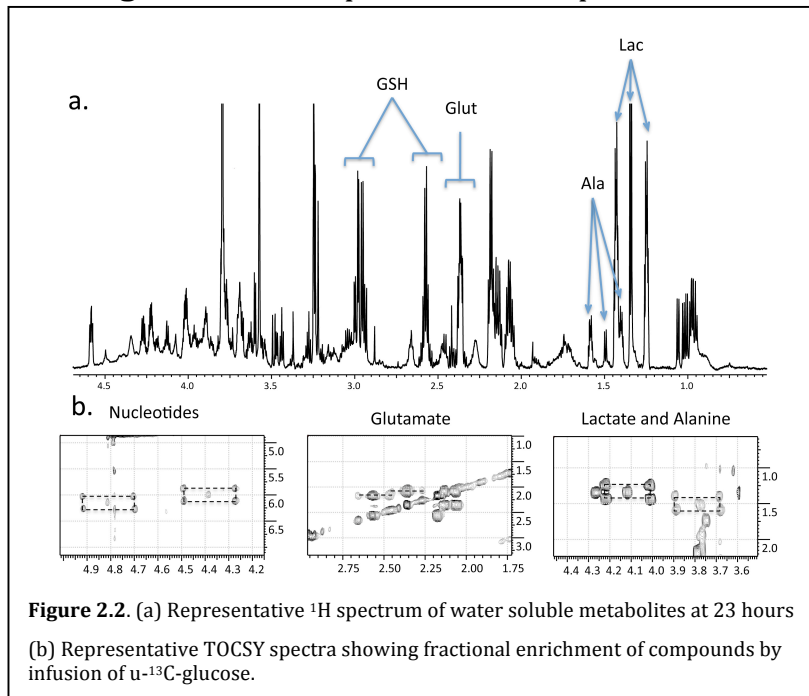 a.
Lac
GSH
Glut
Ala
4.5 4.0 3.5 3.0 2.5 2.0 1.5 1.0
b.
Nucleotides
Glutamate
Lactate and Alanine
5.0
5.5
6.0
6.5
4.9 4.8 4.7 4.6 4.5 4.4 4.3 4.2
1.0
1.5
2.0
2.5
3.0
2.75 2.50 2.25 2.00 1.75
1.0
1.5
2.0
4.4 4.3 4.2 4.1 4.0 3.9 3.8 3.7 3.6
Figure 2.2. (a) Representative ¹H spectrum of water soluble metabolites at 23 hours
(b) Representative TOCSY spectra showing fractional enrichment of compounds by
infusion of u-¹³C-glucose.